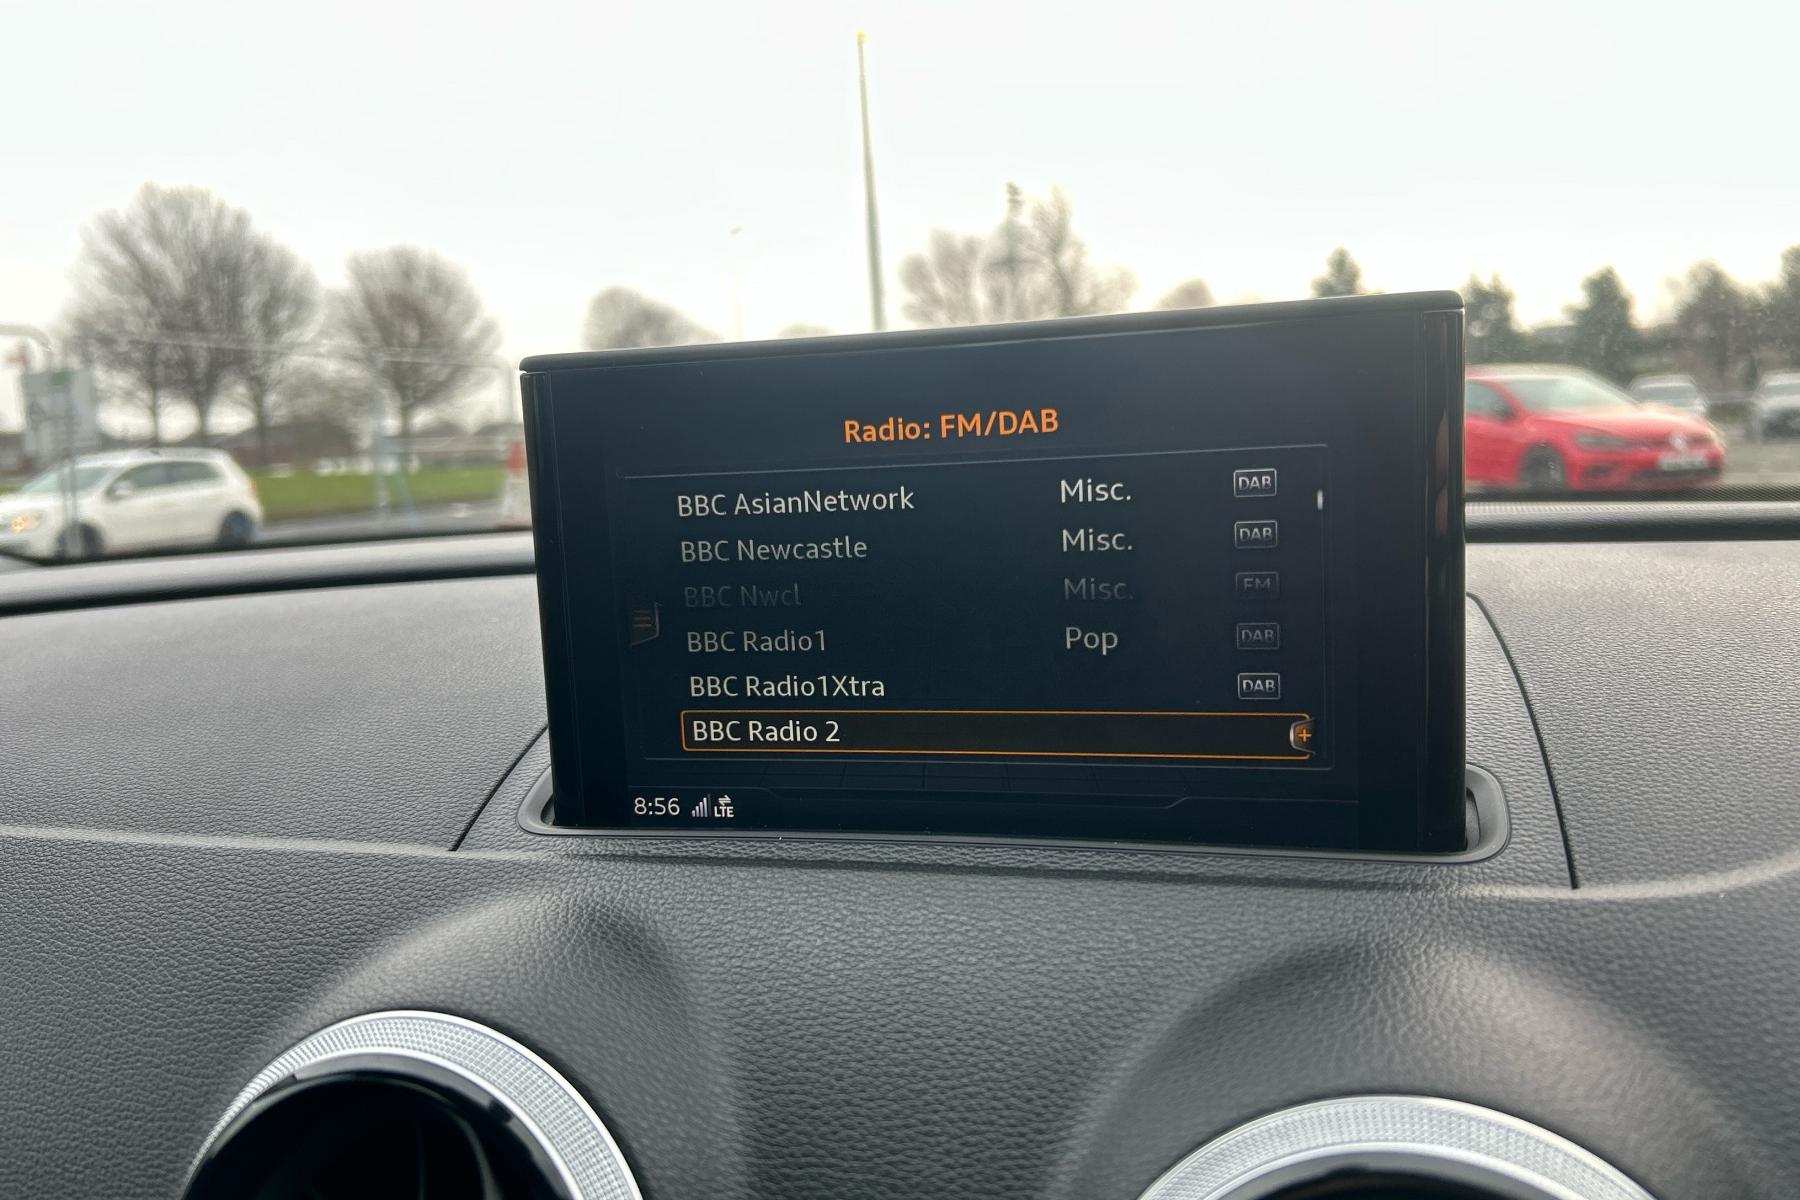 Radio: FM/DAB
BBC AsianNetwork Misc. DAB
BBC Newcastle Misc. DAB
BBC Nwcl Misc. FM
BBC Radio1 Pop DAB
BBC Radio1Xtra DAB
BBC Radio 2 +
8:56 LTE